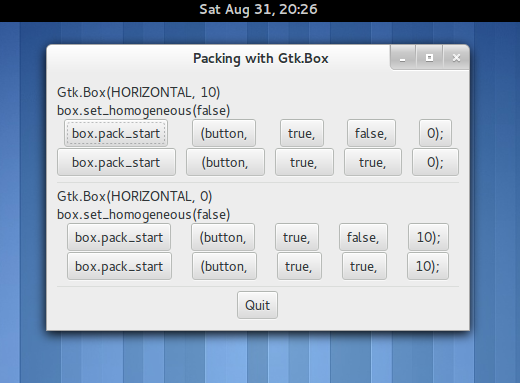 Sat Aug 31, 20:26
Packing with Gtk.Box
Gtk.Box(HORIZONTAL, 10)
box.set_homogeneous(false)
box.pack_start (button, true, false, 0);
box.pack_start (button, true, true, 0);
Gtk.Box(HORIZONTAL, 0)
box.set_homogeneous(false)
box.pack_start (button, true, false, 10);
box.pack_start (button, true, true, 10);
Quit